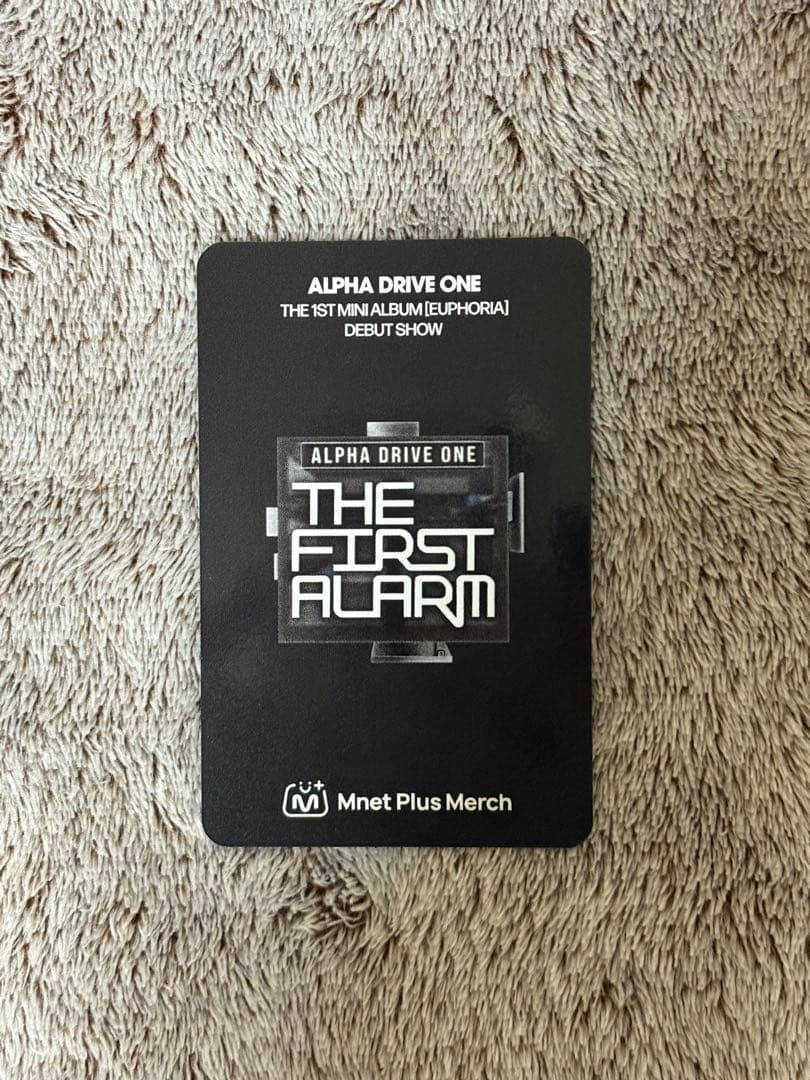 ALPHA DRIVE ONE
THE 1ST MINI ALBUM [EUPHORIA]
DEBUT SHOW
ALPHA DRIVE ONE
THE
FIRST
ALARM
M+ Mnet Plus Merch